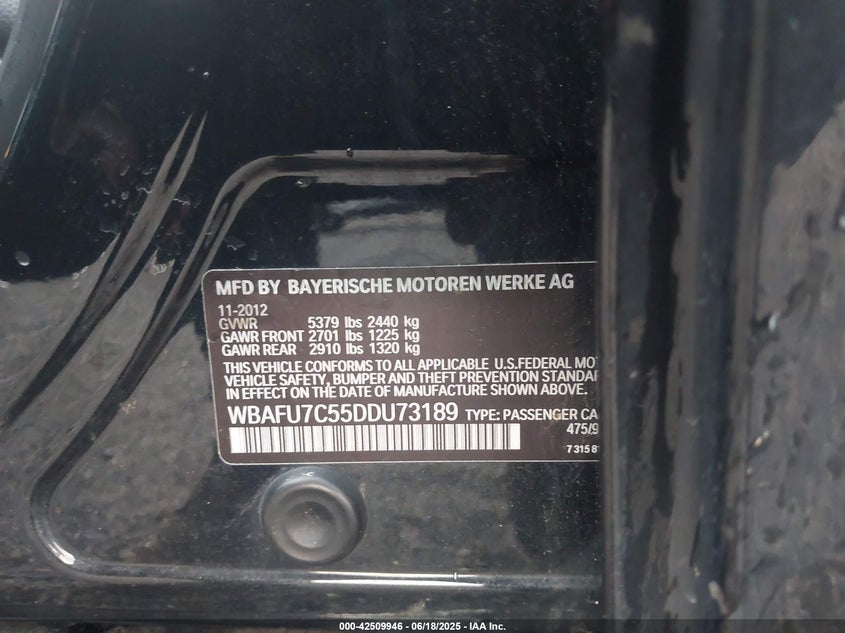 MFD BY BAYERISCHE MOTOREN WERKE AG
11-2012
GVWR 5379 lbs 2440 kg
GAWR FRONT 2701 lbs 1225 kg
GAWR REAR 2910 lbs 1320 kg
THIS VEHICLE CONFORMS TO ALL APPLICABLE U.S.FEDERAL MO
VEHICLE SAFETY, BUMPER AND THEFT PREVENTION STANDA
IN EFFECT ON THE DATE OF MANUFACTURE SHOWN ABOVE.
WBAFU7C55DDU73189 TYPE: PASSENGER CA
475/9
73158
000-42509946 - 06/18/2025 - IAA Inc.